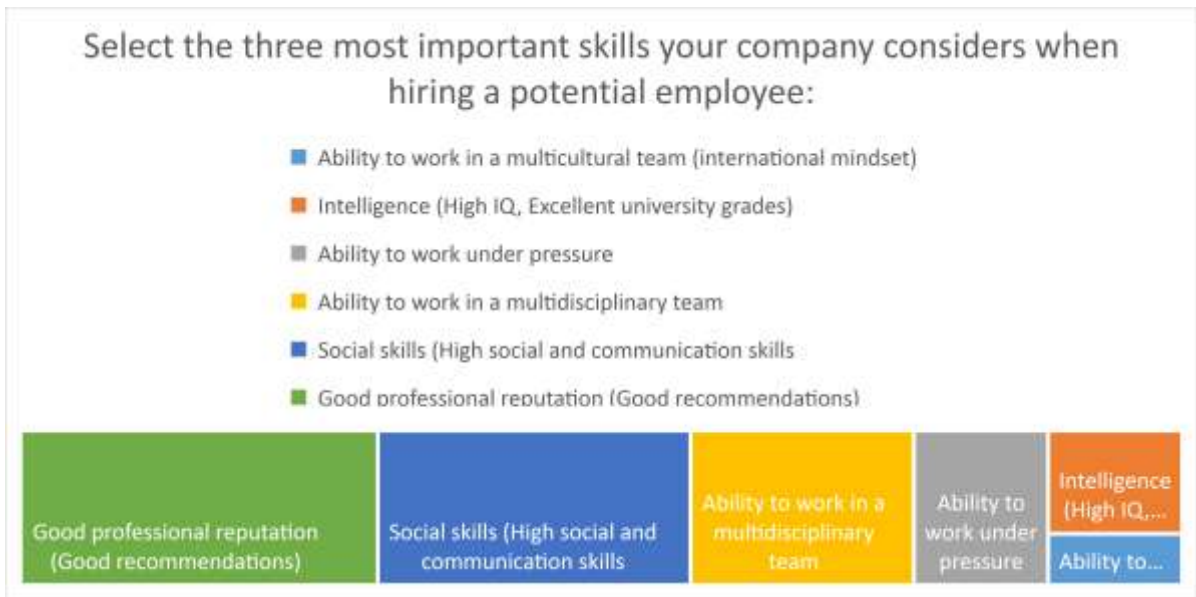 Select the three most important skills your company considers when
hiring a potential employee:
Ability to work in a multicultural team (international mindset)
Intelligence (High IQ, Excellent university grades)
Ability to work under pressure
Ability to work in a multidisciplinary team
Social skills (High social and communication skills
Good professional reputation (Good recommendations)
Good professional reputation
(Good recommendations)
Social skills (High social and
communication skills
Ability to work in a
multidisciplinary
team
Ability to
work under
pressure
Intelligence
(High IQ,...
Ability to...